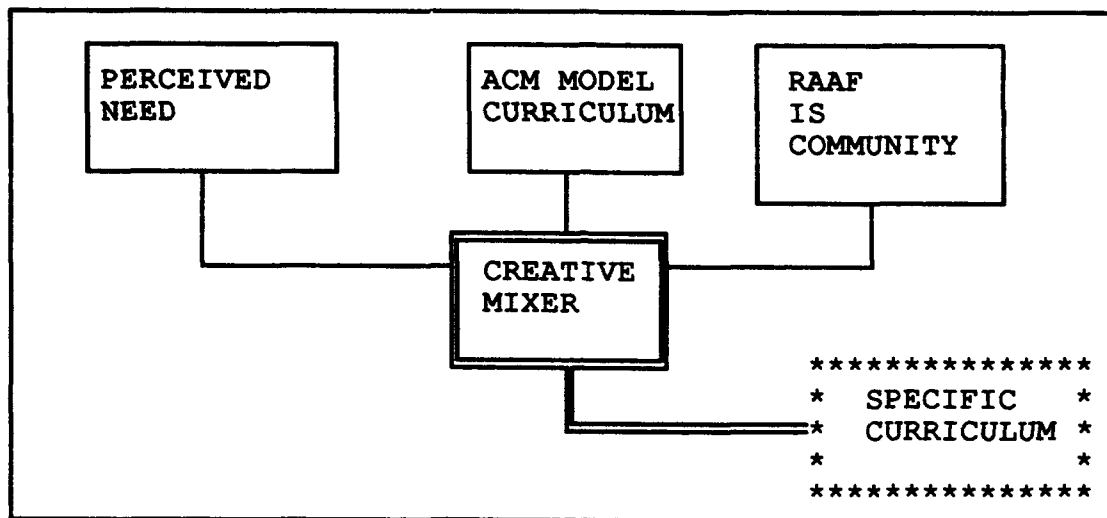 PERCEIVED
NEED
ACM MODEL
CURRICULUM
RAAF
IS
COMMUNITY
CREATIVE
MIXER
***************
* SPECIFIC *
* CURRICULUM *
* *
***************